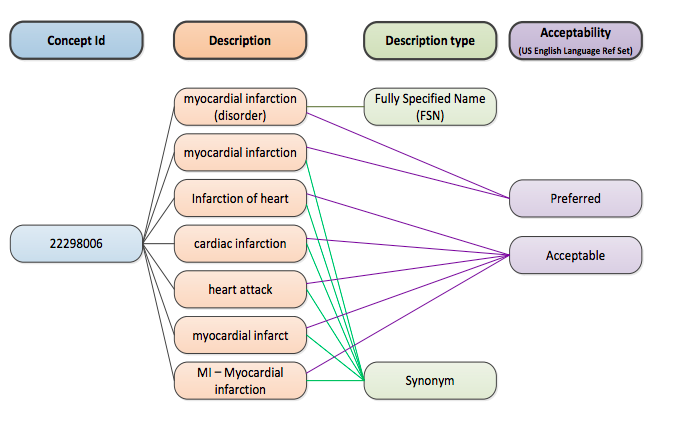 Concept Id
Description
Description type
Acceptability
(US English Language Ref Set)
myocardial infarction
(disorder)
Fully Specified Name
(FSN)
myocardial infarction
Infarction of heart
Preferred
22298006
cardiac infarction
Acceptable
heart attack
myocardial infarct
MI – Myocardial
infarction
Synonym